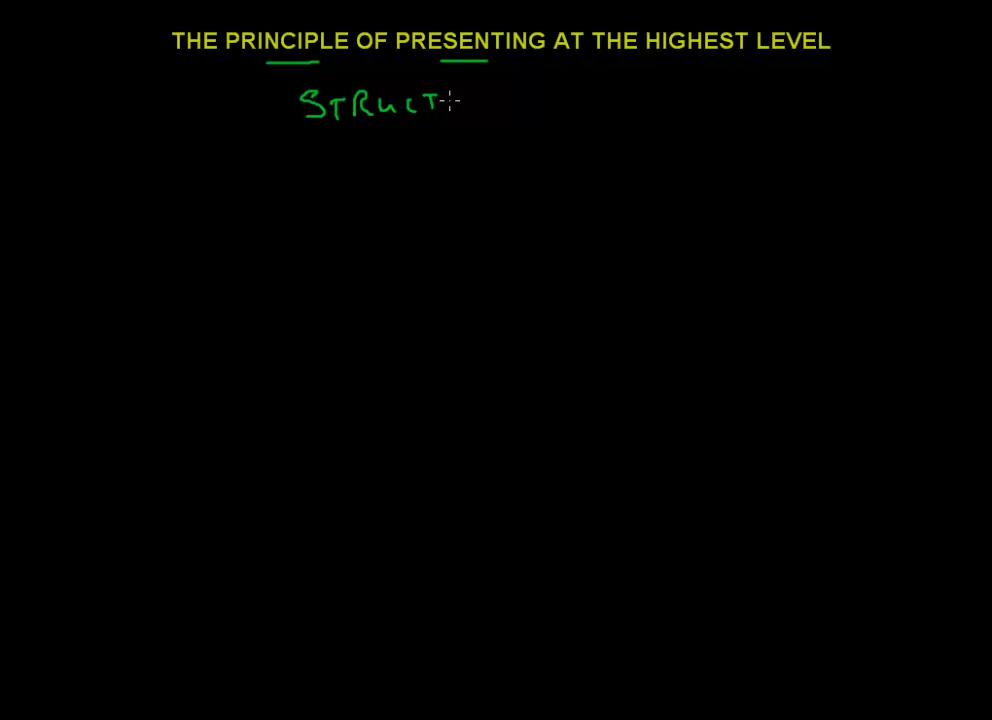 THE PRINCIPLE OF PRESENTING AT THE HIGHEST LEVEL
STRUCT